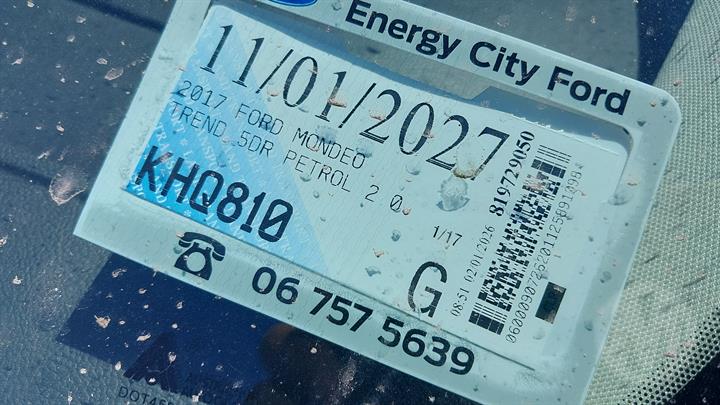 Energy City Ford
11/01/2027
2017 FORD MONDEO
TREND 5DR PETROL 2 0
KHQ810
1/17
G
08:51 02/01/2026 819729050
06 757 5639